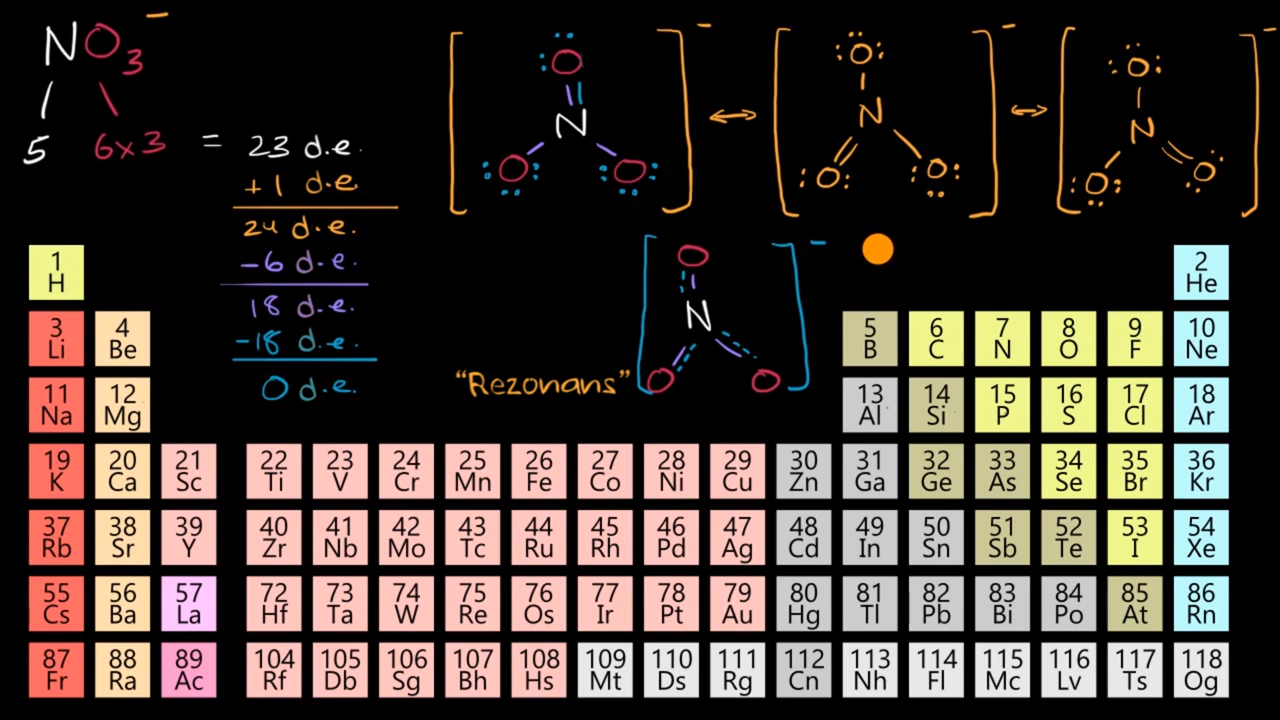 NO₃⁻
5 6x3 = 23 d.e.
+1 d.e.
24 d.e.
-6 d.e.
18 d.e.
-18 d.e.
0 d.e.
[O N O O]⁻ ↔ [O N O O]⁻ ↔ [O N O O]⁻
"Rezonans" [O N O O]⁻
1 H 2 He
3 Li 4 Be 5 B 6 C 7 N 8 O 9 F 10 Ne
11 Na 12 Mg 13 Al 14 Si 15 P 16 S 17 Cl 18 Ar
19 K 20 Ca 21 Sc 22 Ti 23 V 24 Cr 25 Mn 26 Fe 27 Co 28 Ni 29 Cu 30 Zn 31 Ga 32 Ge 33 As 34 Se 35 Br 36 Kr
37 Rb 38 Sr 39 Y 40 Zr 41 Nb 42 Mo 43 Tc 44 Ru 45 Rh 46 Pd 47 Ag 48 Cd 49 In 50 Sn 51 Sb 52 Te 53 I 54 Xe
55 Cs 56 Ba 57 La 72 Hf 73 Ta 74 W 75 Re 76 Os 77 Ir 78 Pt 79 Au 80 Hg 81 Tl 82 Pb 83 Bi 84 Po 85 At 86 Rn
87 Fr 88 Ra 89 Ac 104 Rf 105 Db 106 Sg 107 Bh 108 Hs 109 Mt 110 Ds 111 Rg 112 Cn 113 Nh 114 Fl 115 Mc 116 Lv 117 Ts 118 Og